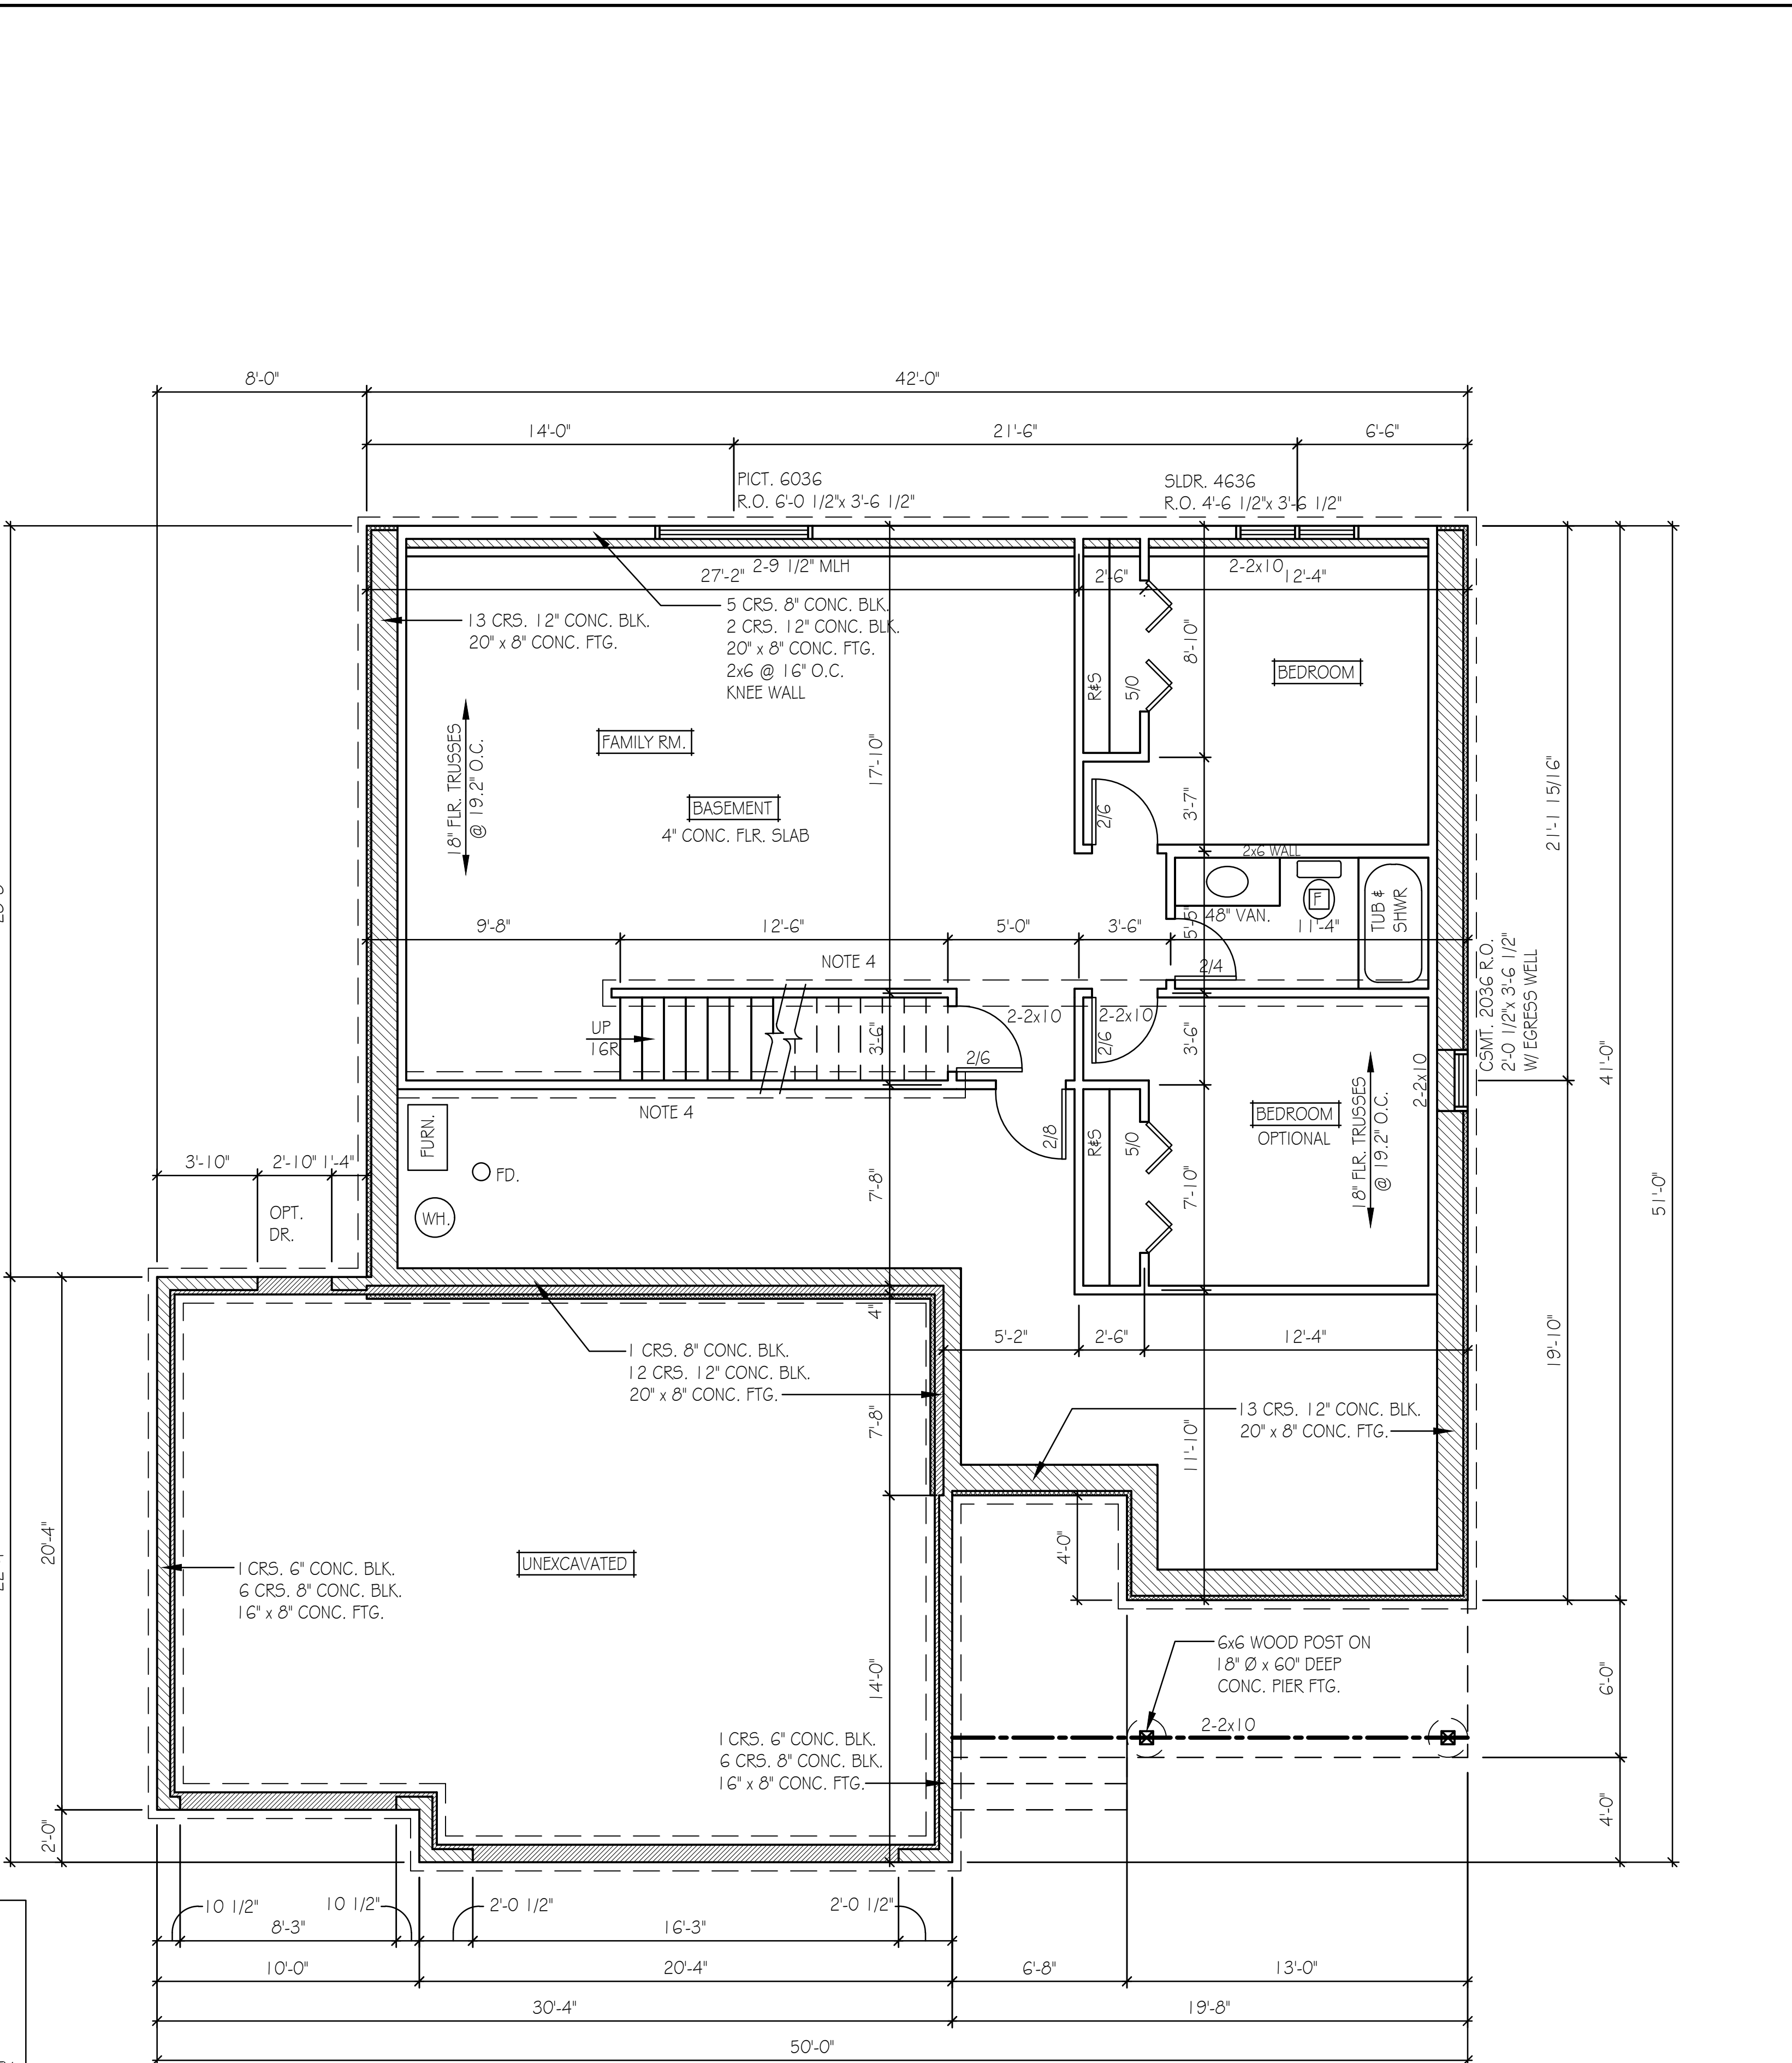 8'-0"
42'-0"
14'-0"
21'-6"
6'-6"
PICT. 6036
R.O. 6'-0 1/2"x 3'-6 1/2"
SLDR. 4636
R.O. 4'-6 1/2"x 3'-6 1/2"
2-9 1/2" MLH
2-2x10
27'-2"
2'-6"
12'-4"
13 CRS. 12" CONC. BLK.
20" x 8" CONC. FTG.
5 CRS. 8" CONC. BLK.
2 CRS. 12" CONC. BLK.
20" x 8" CONC. FTG.
2x6 @ 16" O.C.
KNEE WALL
8'-10"
R&S
5/0
BEDROOM
FAMILY RM.
18" FLR. TRUSSES
@ 19.2" O.C.
17'-10"
BASEMENT
4" CONC. FLR. SLAB
2/6
3'-7"
21'-1 15/16"
2x6 WALL
F
TUB &
SHWR
48" VAN.
5'-5"
9'-8"
12'-6"
5'-0"
3'-6"
11'-4"
NOTE 4
2/4
CSMT. 2036 R.O.
2'-0 1/2"x 3'-6 1/2"
W/ EGRESS WELL
UP
16R
3'-6"
2-2x10
2-2x10
2/6
2/6
3'-6"
2-2x10
41'-0"
NOTE 4
FURN.
FD.
WH.
2/8
R&S
5/0
BEDROOM
OPTIONAL
18" FLR. TRUSSES
@ 19.2" O.C.
3'-10"
2'-10"
1'-4"
7'-8"
7'-10"
51'-0"
OPT.
DR.
4"
5'-2"
2'-6"
12'-4"
19'-10"
1 CRS. 8" CONC. BLK.
12 CRS. 12" CONC. BLK.
20" x 8" CONC. FTG.
7'-8"
11'-10"
13 CRS. 12" CONC. BLK.
20" x 8" CONC. FTG.
20'-4"
4'-0"
UNEXCAVATED
1 CRS. 6" CONC. BLK.
6 CRS. 8" CONC. BLK.
16" x 8" CONC. FTG.
6x6 WOOD POST ON
18" Ø x 60" DEEP
CONC. PIER FTG.
14'-0"
6'-0"
2-2x10
1 CRS. 6" CONC. BLK.
6 CRS. 8" CONC. BLK.
16" x 8" CONC. FTG.
2'-0"
4'-0"
10 1/2"
10 1/2"
2'-0 1/2"
2'-0 1/2"
8'-3"
16'-3"
10'-0"
20'-4"
6'-8"
13'-0"
30'-4"
19'-8"
50'-0"